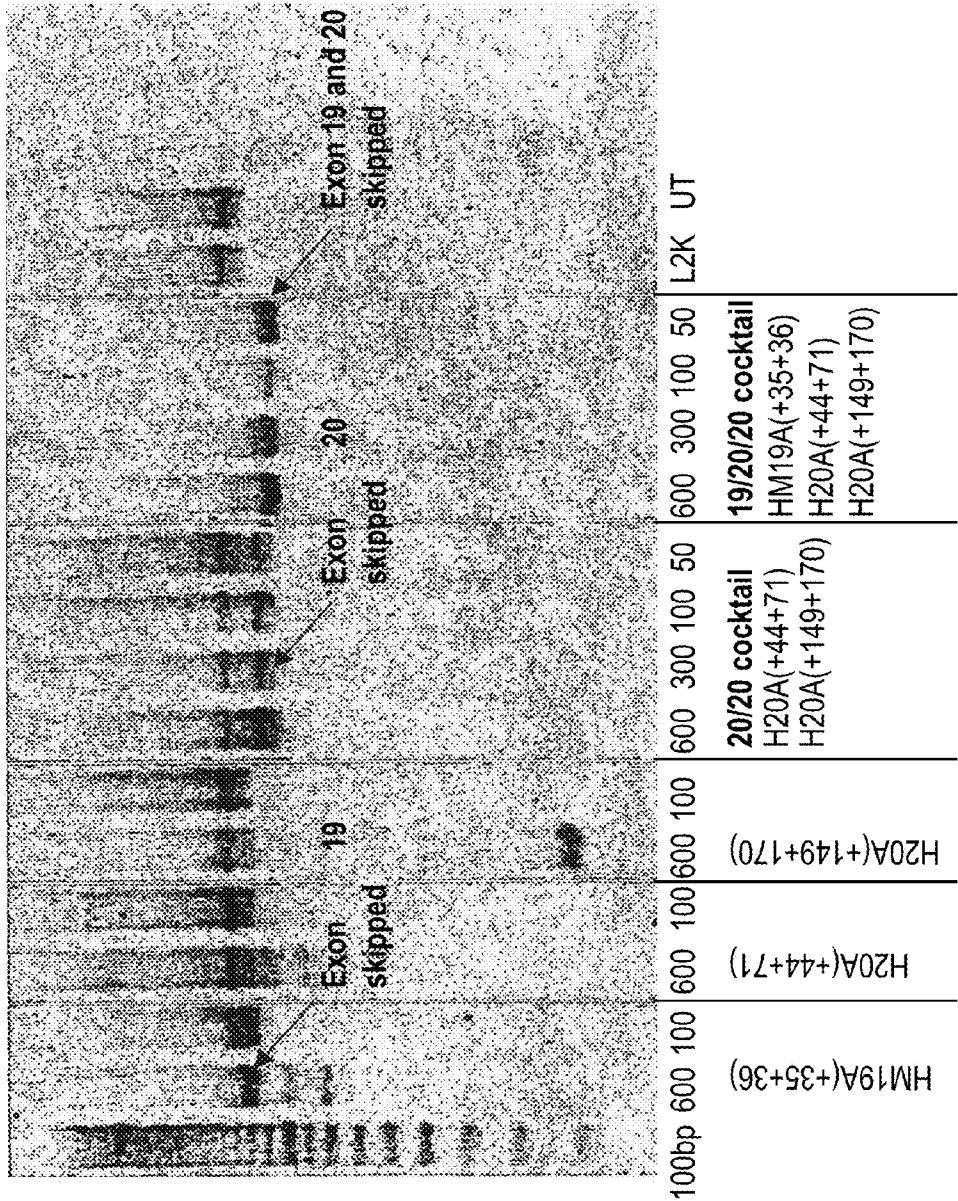 Exon 19
skipped
Exon 20
skipped
Exon 19 and 20
skipped
100bp 600 100 600 100 600 100 600 300 100 50 600 300 100 50 L2K UT
HM19A(+35+36)
H20A(+44+71)
H20A(+149+170)
20/20 cocktail
H20A(+44+71)
H20A(+149+170)
19/20/20 cocktail
HM19A(+35+36)
H20A(+44+71)
H20A(+149+170)